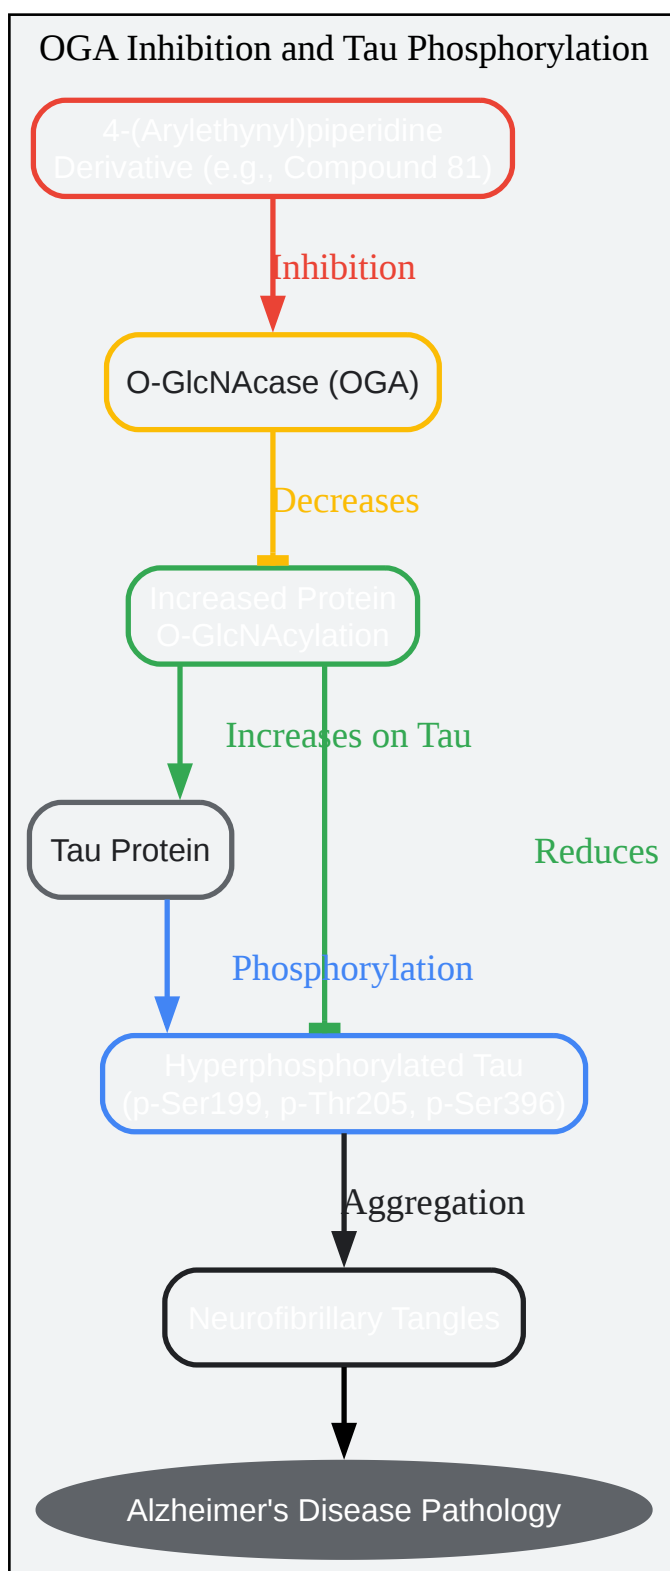 OGA Inhibition and Tau Phosphorylation
4-(Arylethynyl)piperidine
Derivative (e.g., Compound 81)
Inhibition
O-GlcNAcase (OGA)
Decreases
Increased Protein
O-GlcNAcylation
Increases on Tau
Tau Protein
Reduces
Phosphorylation
Hyperphosphorylated Tau
(p-Ser199, p-Thr205, p-Ser396)
Aggregation
Neurofibrillary Tangles
Alzheimer's Disease Pathology